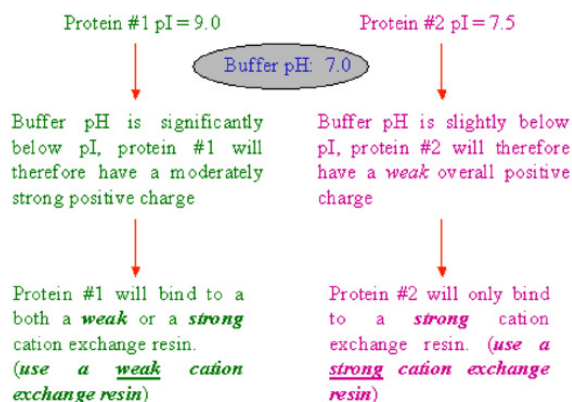 Protein #1 pI = 9.0
Protein #2 pI = 7.5
Buffer pH: 7.0
Buffer pH is significantly
below pI, protein #1 will
therefore have a moderately
strong positive charge
Buffer pH is slightly below
pI, protein #2 will therefore
have a weak overall positive
charge
Protein #1 will bind to a
both a weak or a strong
cation exchange resin.
(use a weak cation
exchange resin)
Protein #2 will only bind
to a strong cation
exchange resin. (use a
strong cation exchange
resin)